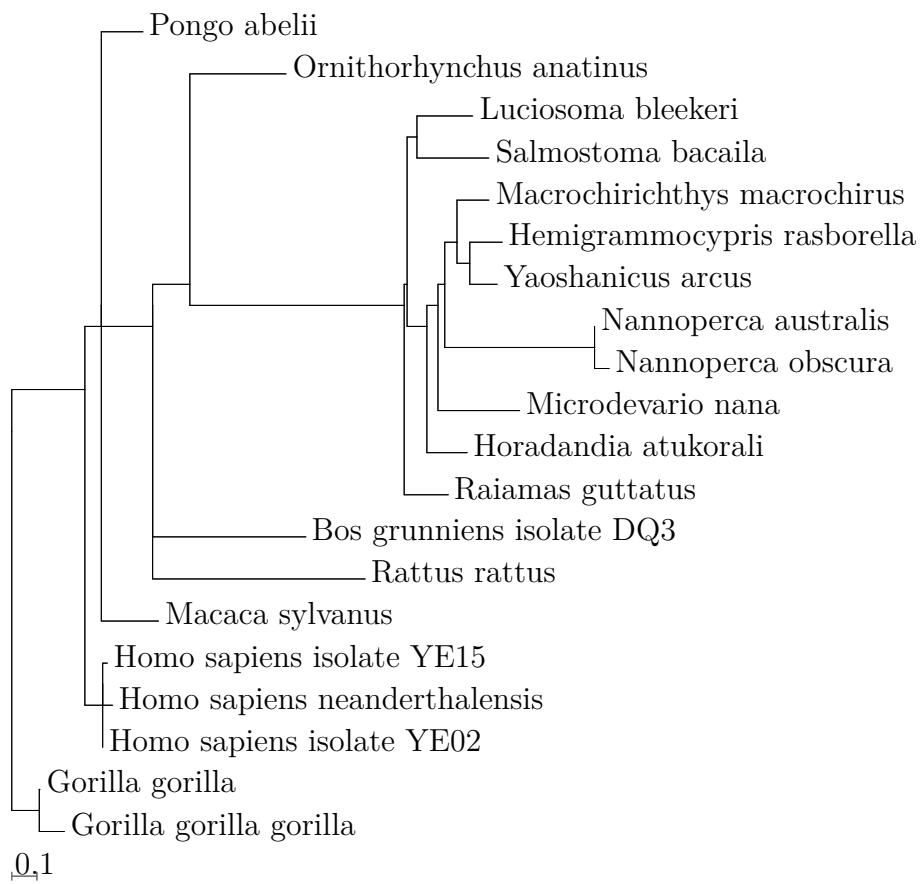 Pongo abelii
Ornithorhynchus anatinus
Luciosoma bleekeri
Salmostoma bacaila
Macrochirichthys macrochirus
Hemigrammocypris rasborella
Yaoshanicus arcus
Nannoperca australis
Nannoperca obscura
Microdevario nana
Horadandia atukorali
Raiamas guttatus
Bos grunniens isolate DQ3
Rattus rattus
Macaca sylvanus
Homo sapiens isolate YE15
Homo sapiens neanderthalensis
Homo sapiens isolate YE02
Gorilla gorilla
Gorilla gorilla gorilla
0.1